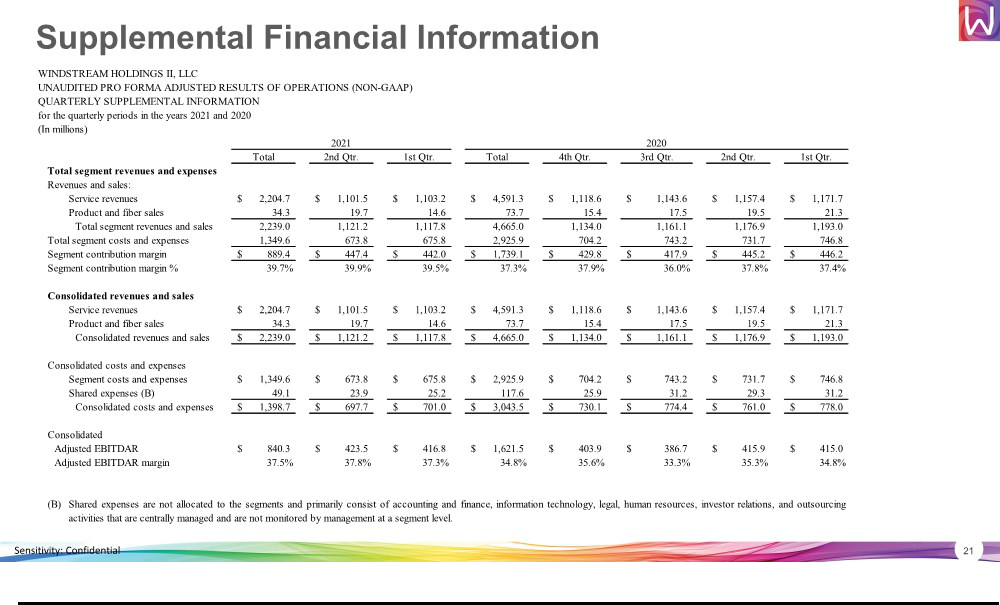 Supplemental Financial Information
W
WINDSTREAM HOLDINGS II, LLC
UNAUDITED PRO FORMA ADJUSTED RESULTS OF OPERATIONS (NON-GAAP)
QUARTERLY SUPPLEMENTAL INFORMATION
for the quarterly periods in the years 2021 and 2020
(In millions)
2021 2020
Total 2nd Qtr. 1st Qtr. Total 4th Qtr. 3rd Qtr. 2nd Qtr. 1st Qtr.
Total segment revenues and expenses
Revenues and sales:
Service revenues $ 2,204.7 $ 1,101.5 $ 1,103.2 $ 4,591.3 $ 1,118.6 $ 1,143.6 $ 1,157.4 $ 1,171.7
Product and fiber sales 34.3 19.7 14.6 73.7 15.4 17.5 19.5 21.3
Total segment revenues and sales 2,239.0 1,121.2 1,117.8 4,665.0 1,134.0 1,161.1 1,176.9 1,193.0
Total segment costs and expenses 1,349.6 673.8 675.8 2,925.9 704.2 743.2 731.7 746.8
Segment contribution margin $ 889.4 $ 447.4 $ 442.0 $ 1,739.1 $ 429.8 $ 417.9 $ 445.2 $ 446.2
Segment contribution margin % 39.7% 39.9% 39.5% 37.3% 37.9% 36.0% 37.8% 37.4%
Consolidated revenues and sales
Service revenues $ 2,204.7 $ 1,101.5 $ 1,103.2 $ 4,591.3 $ 1,118.6 $ 1,143.6 $ 1,157.4 $ 1,171.7
Product and fiber sales 34.3 19.7 14.6 73.7 15.4 17.5 19.5 21.3
Consolidated revenues and sales $ 2,239.0 $ 1,121.2 $ 1,117.8 $ 4,665.0 $ 1,134.0 $ 1,161.1 $ 1,176.9 $ 1,193.0
Consolidated costs and expenses
Segment costs and expenses $ 1,349.6 $ 673.8 $ 675.8 $ 2,925.9 $ 704.2 $ 743.2 $ 731.7 $ 746.8
Shared expenses (B) 49.1 23.9 25.2 117.6 25.9 31.2 29.3 31.2
Consolidated costs and expenses $ 1,398.7 $ 697.7 $ 701.0 $ 3,043.5 $ 730.1 $ 774.4 $ 761.0 $ 778.0
Consolidated
Adjusted EBITDAR $ 840.3 $ 423.5 $ 416.8 $ 1,621.5 $ 403.9 $ 386.7 $ 415.9 $ 415.0
Adjusted EBITDAR margin 37.5% 37.8% 37.3% 34.8% 35.6% 33.3% 35.3% 34.8%
(B) Shared expenses are not allocated to the segments and primarily consist of accounting and finance, information technology, legal, human resources, investor relations, and outsourcing
activities that are centrally managed and are not monitored by management at a segment level.
Sensitivity: Confidential
21